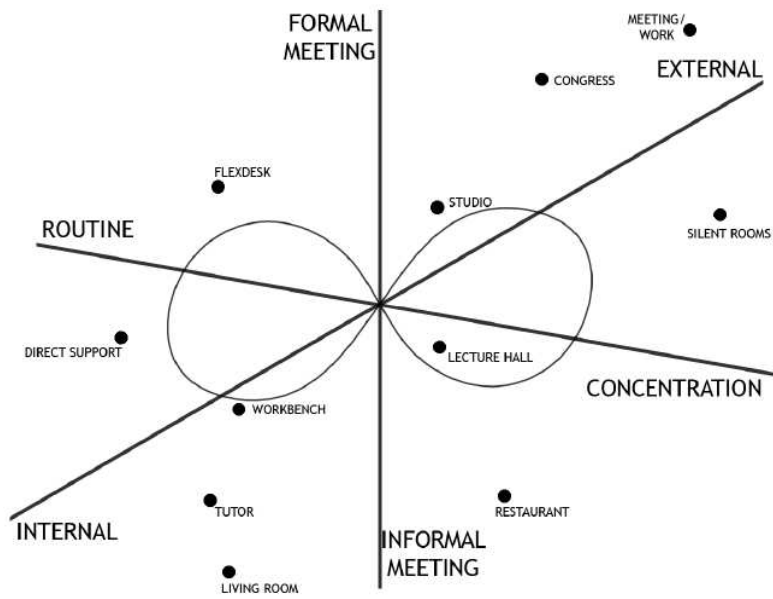 FORMAL
MEETING
MEETING/
WORK
CONGRESS
EXTERNAL
FLEXDESK
STUDIO
ROUTINE
SILENT ROOMS
DIRECT SUPPORT
LECTURE HALL
CONCENTRATION
WORKBENCH
TUTOR
RESTAURANT
INTERNAL
INFORMAL
MEETING
LIVING ROOM